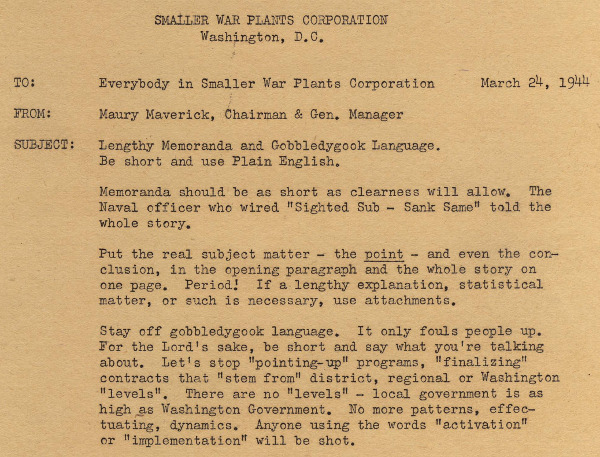 SMALLER WAR PLANTS CORPORATION
Washington, D.C.
TO: Everybody in Smaller War Plants Corporation March 24, 1944
FROM: Maury Maverick, Chairman & Gen. Manager
SUBJECT: Lengthy Memoranda and Gobbledygook Language.
Be short and use Plain English.
Memoranda should be as short as clearness will allow. The
Naval officer who wired "Sighted Sub - Sank Same" told the
whole story.
Put the real subject matter - the point - and even the con-
clusion, in the opening paragraph and the whole story on
one page. Period! If a lengthy explanation, statistical
matter, or such is necessary, use attachments.
Stay off gobbledygook language. It only fouls people up.
For the Lord's sake, be short and say what you're talking
about. Let's stop "pointing-up" programs, "finalizing"
contracts that "stem from" district, regional or Washington
"levels". There are no "levels" - local government is as
high as Washington Government. No more patterns, effec-
tuating, dynamics. Anyone using the words "activation"
or "implementation" will be shot.